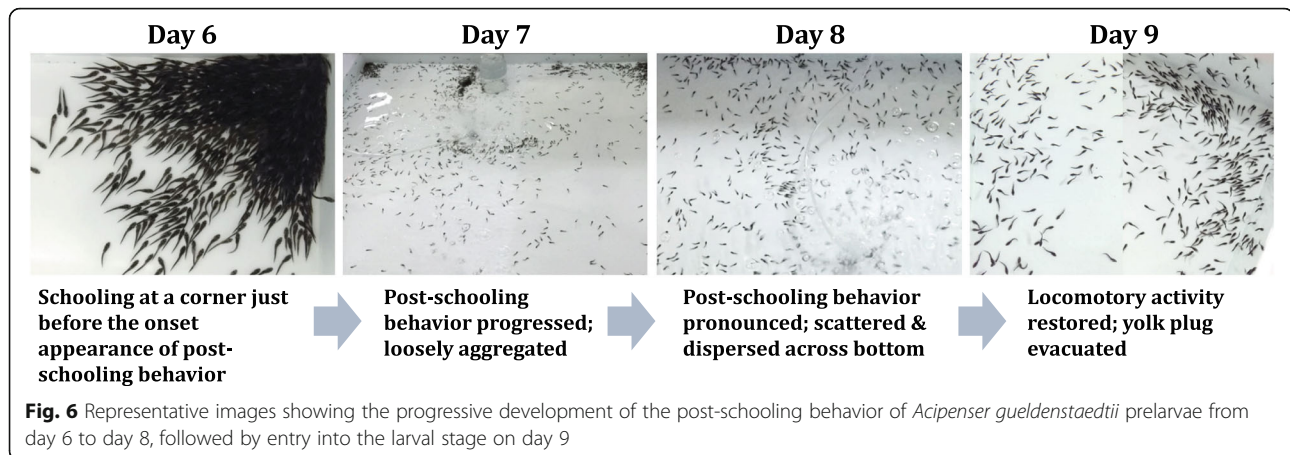 Day 6
Day 7
Day 8
Day 9
Schooling at a corner just
before the onset
appearance of post-
schooling behavior
Post-schooling
behavior progressed;
loosely aggregated
Post-schooling behavior
pronounced; scattered &
dispersed across bottom
Locomotory activity
restored; yolk plug
evacuated
Fig. 6 Representative images showing the progressive development of the post-schooling behavior of Acipenser gueldenstaedtii prelarvae from
day 6 to day 8, followed by entry into the larval stage on day 9